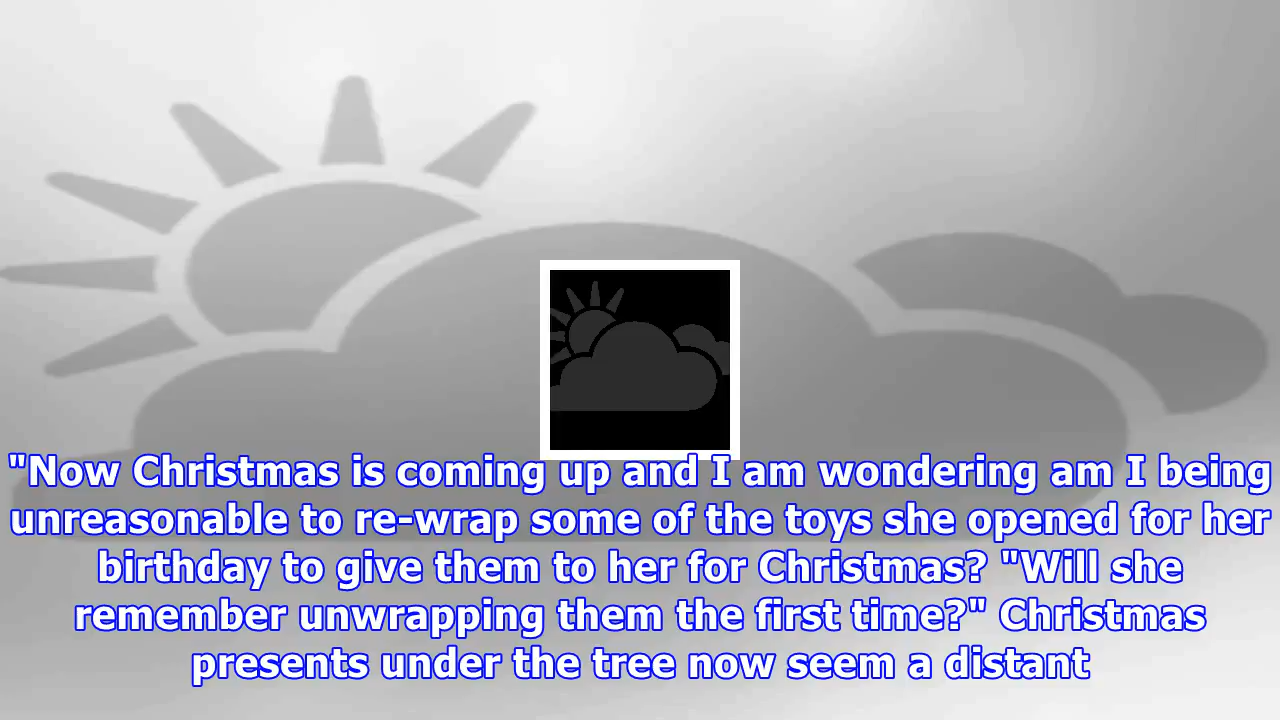 "Now Christmas is coming up and I am wondering am I being
unreasonable to re-wrap some of the toys she opened for her
birthday to give them to her for Christmas? "Will she
remember unwrapping them the first time?" Christmas
presents under the tree now seem a distant